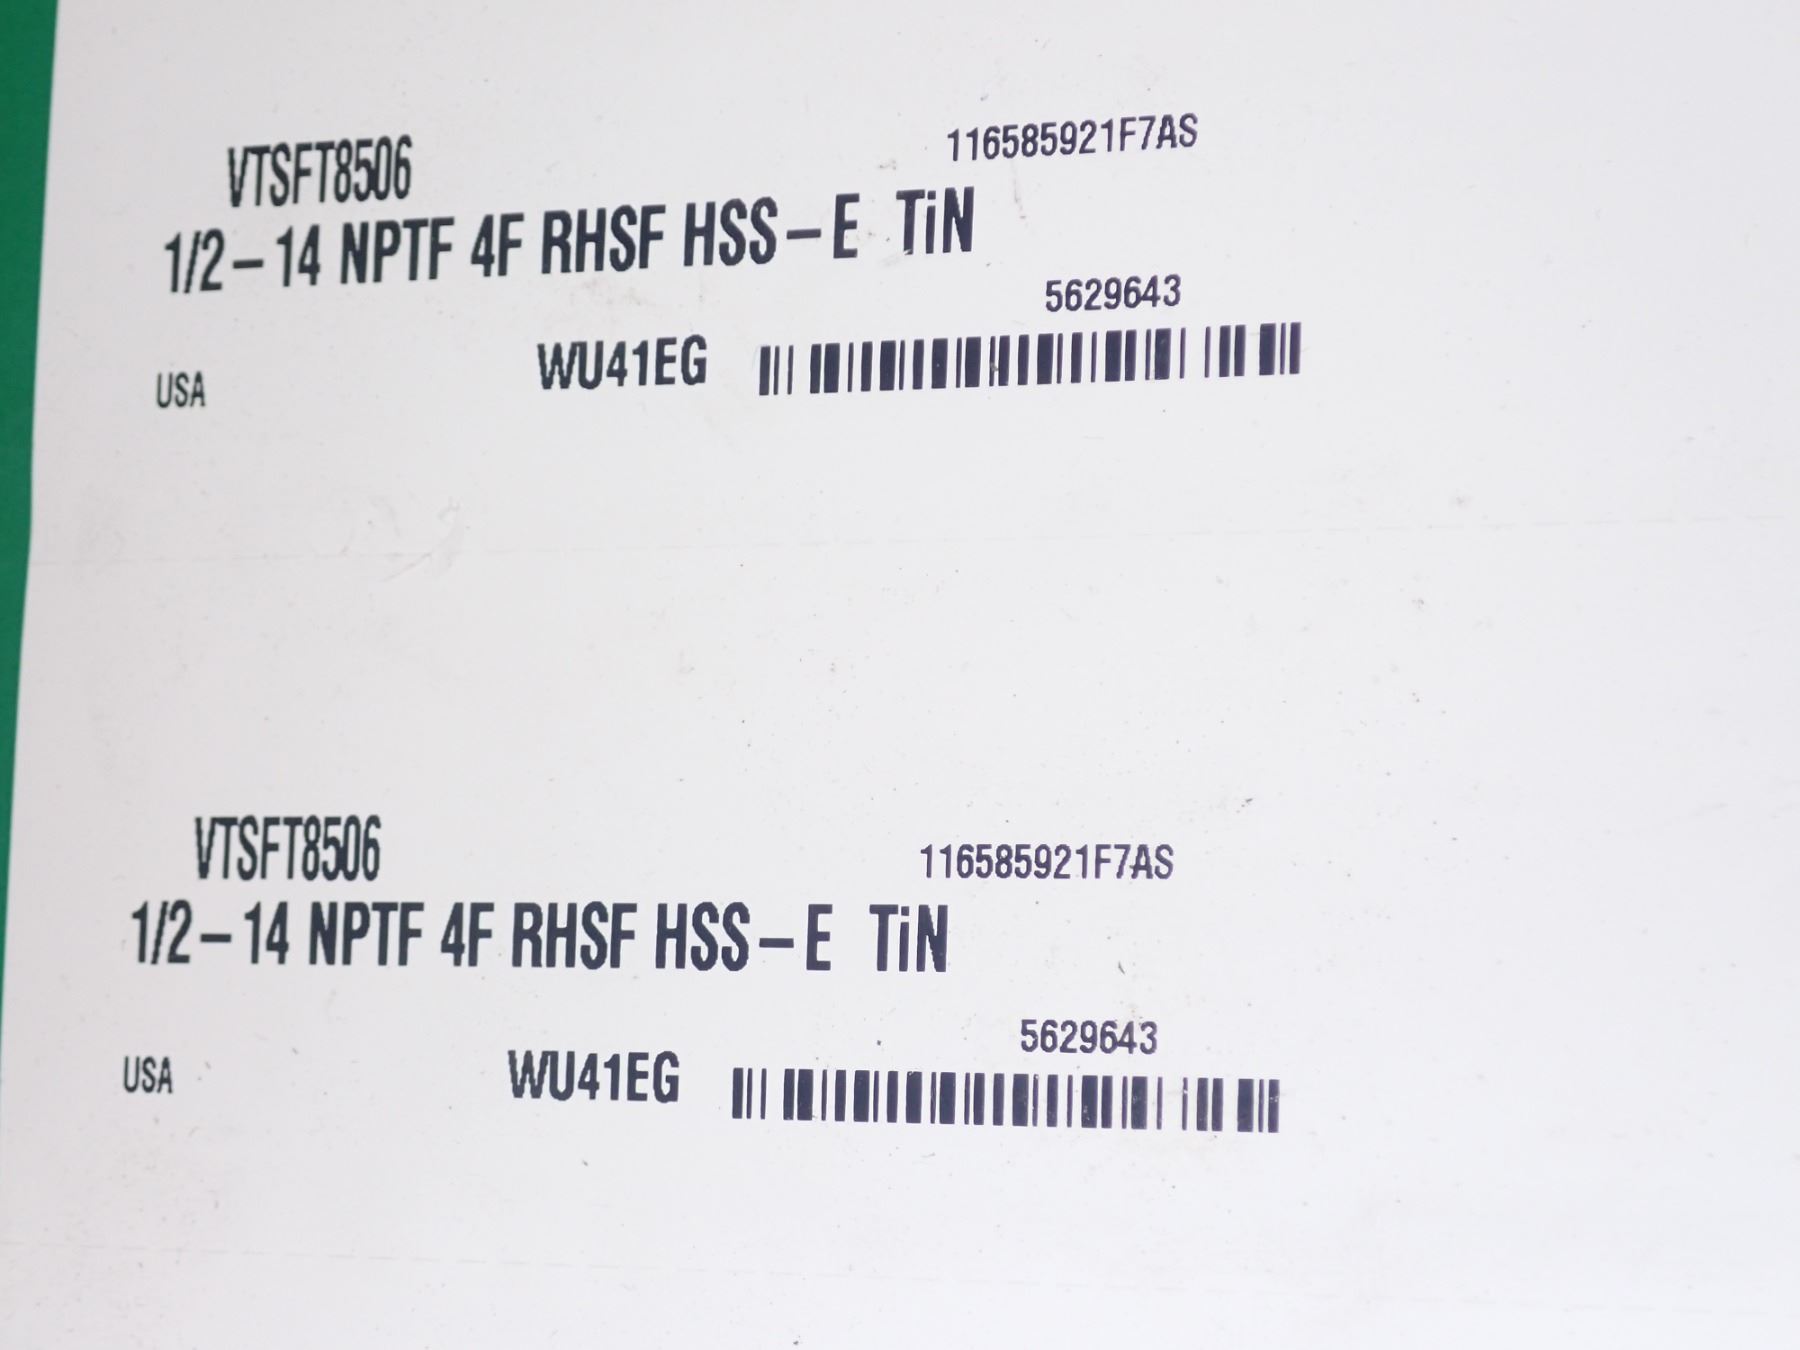 VTSFT8506
116585921F7AS
1/2-14 NPTF 4F RHSF HSS-E TiN
5629643
USA
WU41EG
VTSFT8506
116585921F7AS
1/2-14 NPTF 4F RHSF HSS-E TiN
5629643
USA
WU41EG